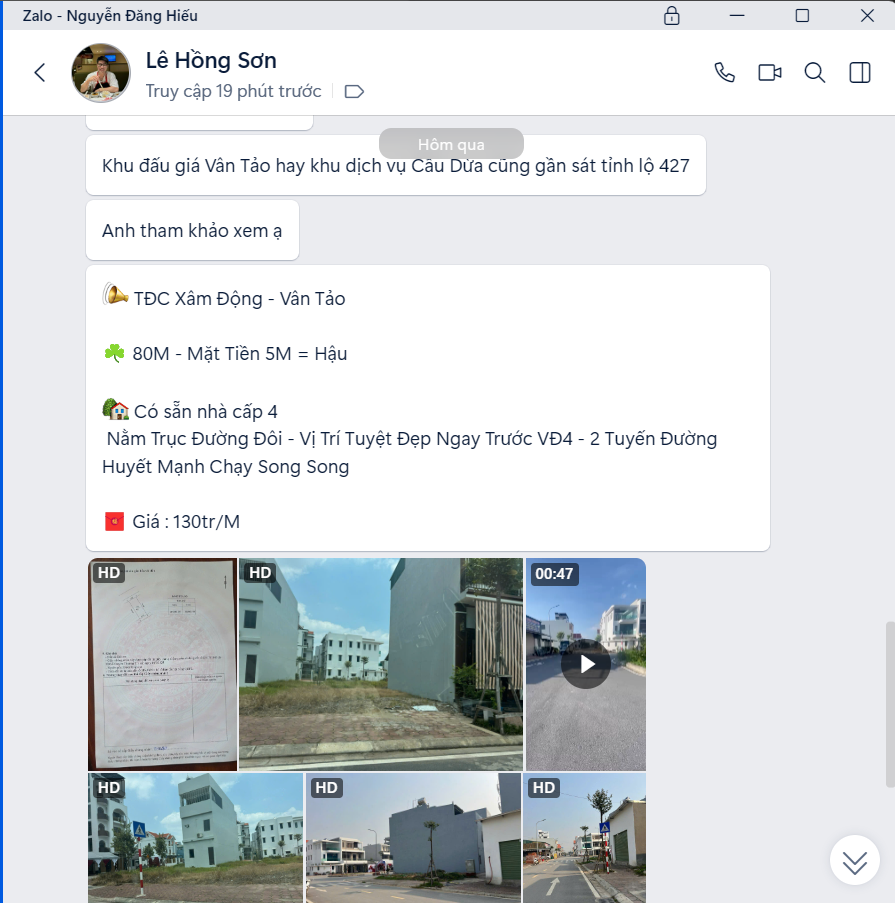 Zalo - Nguyễn Đăng Hiếu
Lê Hồng Sơn
Truy cập 19 phút trước
Hôm qua
Khu đấu giá Vân Tảo hay khu dịch vụ Cầu Dừa cũng gần sát tỉnh lộ 427
Anh tham khảo xem ạ
TĐC Xâm Động - Vân Tảo
80M - Mặt Tiền 5M = Hậu
Có sẵn nhà cấp 4
Nằm Trục Đường Đôi - Vị Trí Tuyệt Đẹp Ngay Trước VĐ4 - 2 Tuyến Đường
Huyết Mạnh Chạy Song Song
Giá : 130tr/M
HD
HD
00:47
HD
HD
HD